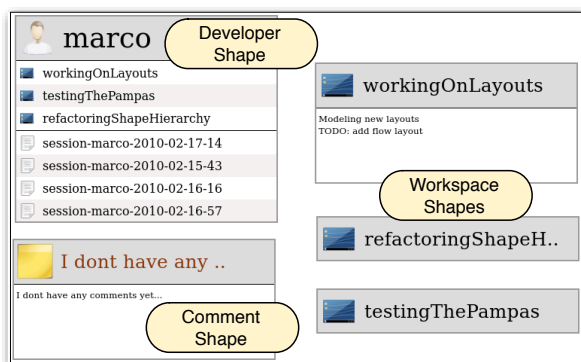 marco
Developer
Shape
workingOnLayouts
testingThePampas
refactoringShapeHierarchy
session-marco-2010-02-17-14
session-marco-2010-02-15-43
session-marco-2010-02-16-16
session-marco-2010-02-16-57
I dont have any ..
I dont have any comments yet...
Comment
Shape
workingOnLayouts
Modeling new layouts
TODO: add flow layout
Workspace
Shapes
refactoringShapeH..
testingThePampas